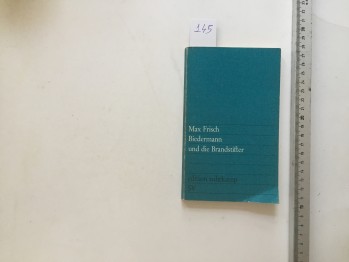 145
Max Frisch
Biedermann
und die Brandstifter
edition suhrkamp